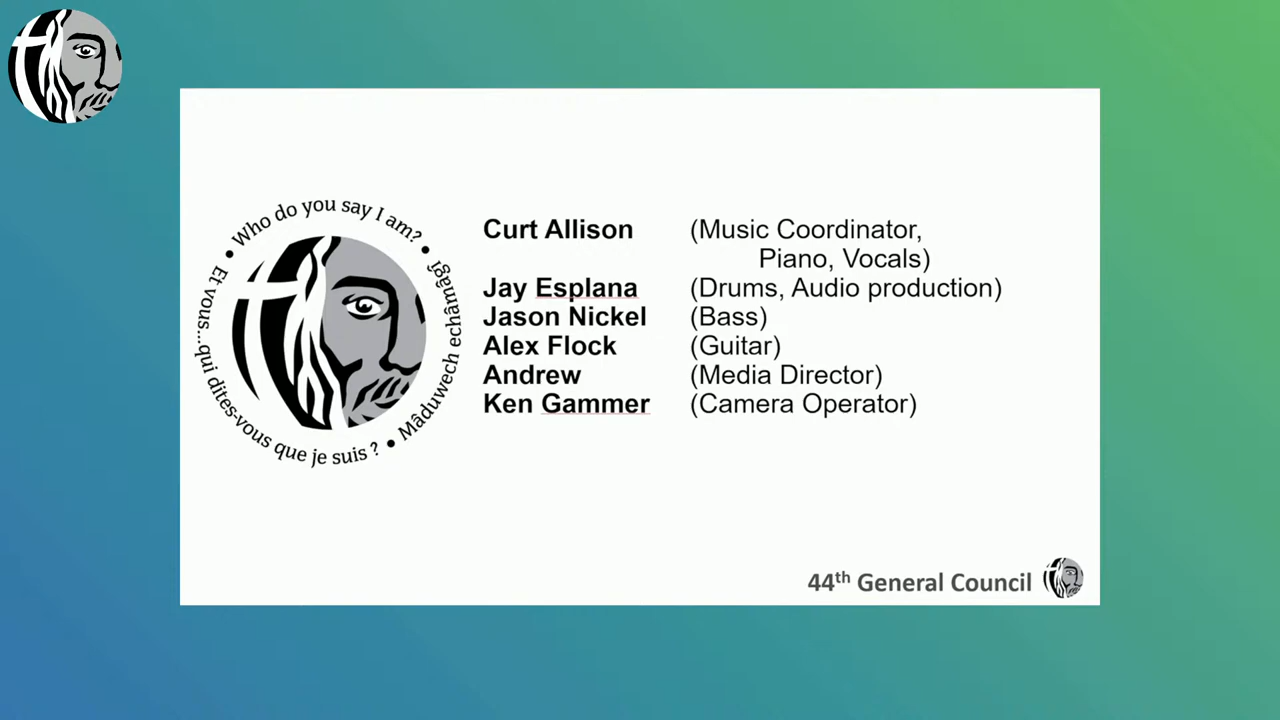 • Who do you say I am? •
Mâduwech echâmâgî •
Et vous...qui dites-vous que je suis ?
Curt Allison (Music Coordinator,
Piano, Vocals)
Jay Esplana (Drums, Audio production)
Jason Nickel (Bass)
Alex Flock (Guitar)
Andrew (Media Director)
Ken Gammer (Camera Operator)
44th General Council